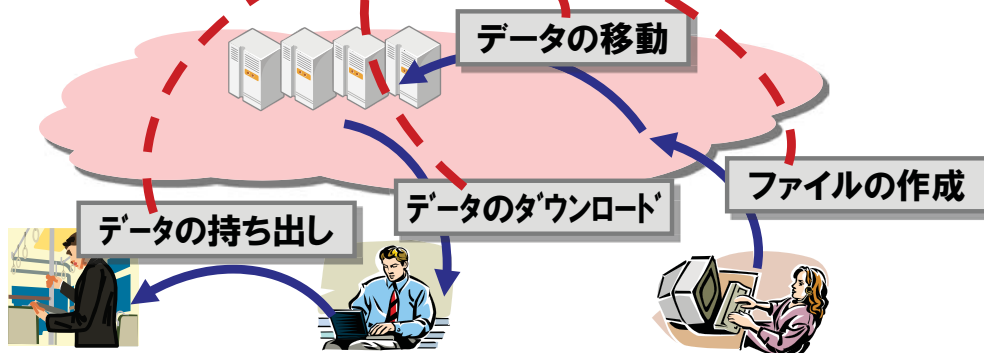 データの移動
ファイルの作成
データのダウンロード
データの持ち出し